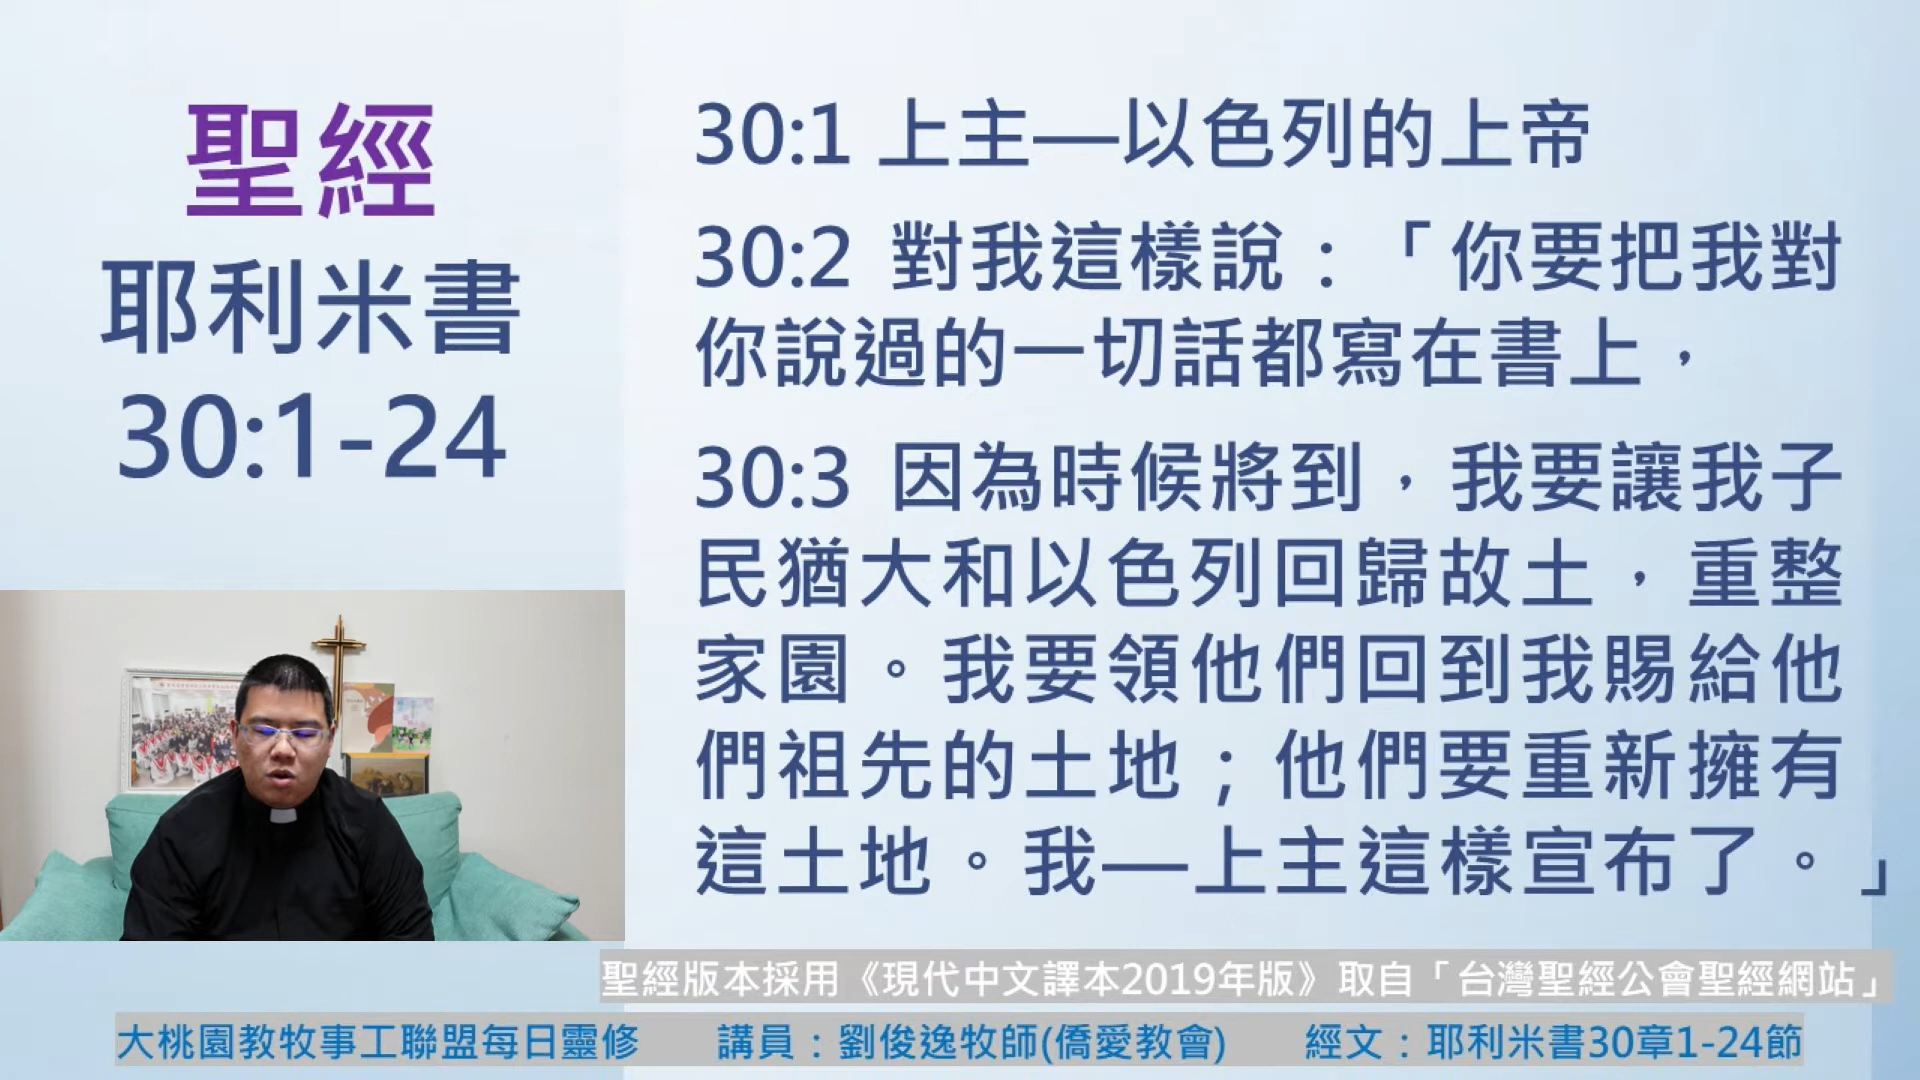 聖經
耶利米書
30:1-24
30:1 上主—以色列的上帝
30:2 對我這樣說：「你要把我對
你說過的一切話都寫在書上，
30:3 因為時候將到，我要讓我子
民猶大和以色列回歸故土，重整
家園。我要領他們回到我賜給他
們祖先的土地；他們要重新擁有
這土地。我—上主這樣宣布了。」
聖經版本採用《現代中文譯本2019年版》取自「台灣聖經公會聖經網站」
大桃園教牧事工聯盟每日靈修 講員：劉俊逸牧師(僑愛教會) 經文：耶利米書30章1-24節